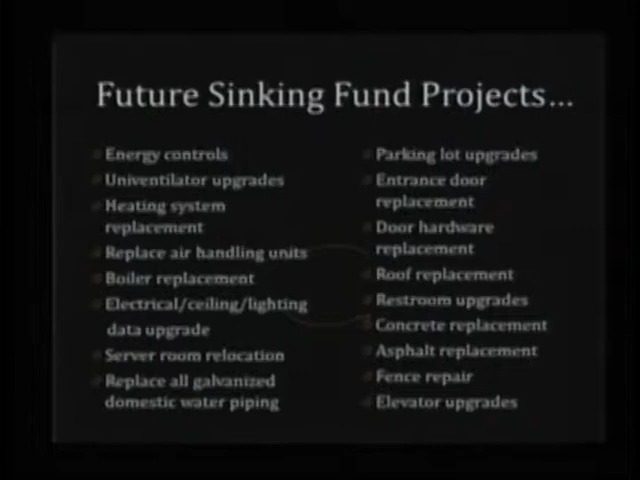 Future Sinking Fund Projects...
Energy controls
Univentilator upgrades
Heating system
replacement
Replace air handling units
Boiler replacement
Electrical/ceiling/lighting
data upgrade
Server room relocation
Replace all galvanized
domestic water piping
Parking lot upgrades
Entrance door
replacement
Door hardware
replacement
Roof replacement
Restroom upgrades
Concrete replacement
Asphalt replacement
Fence repair
Elevator upgrades